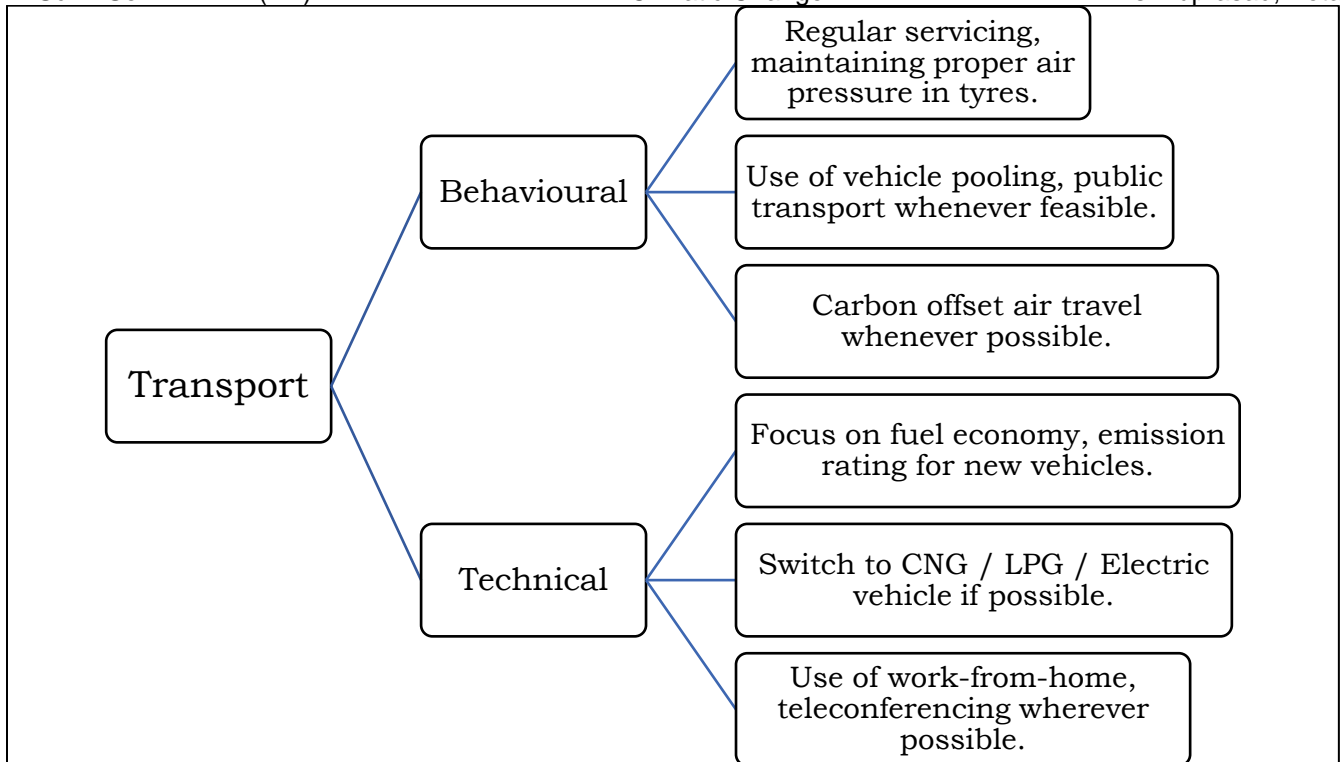 Transport
Behavioural
Regular servicing,
maintaining proper air
pressure in tyres.
Use of vehicle pooling, public
transport whenever feasible.
Carbon offset air travel
whenever possible.
Technical
Focus on fuel economy, emission
rating for new vehicles.
Switch to CNG / LPG / Electric
vehicle if possible.
Use of work-from-home,
teleconferencing wherever
possible.